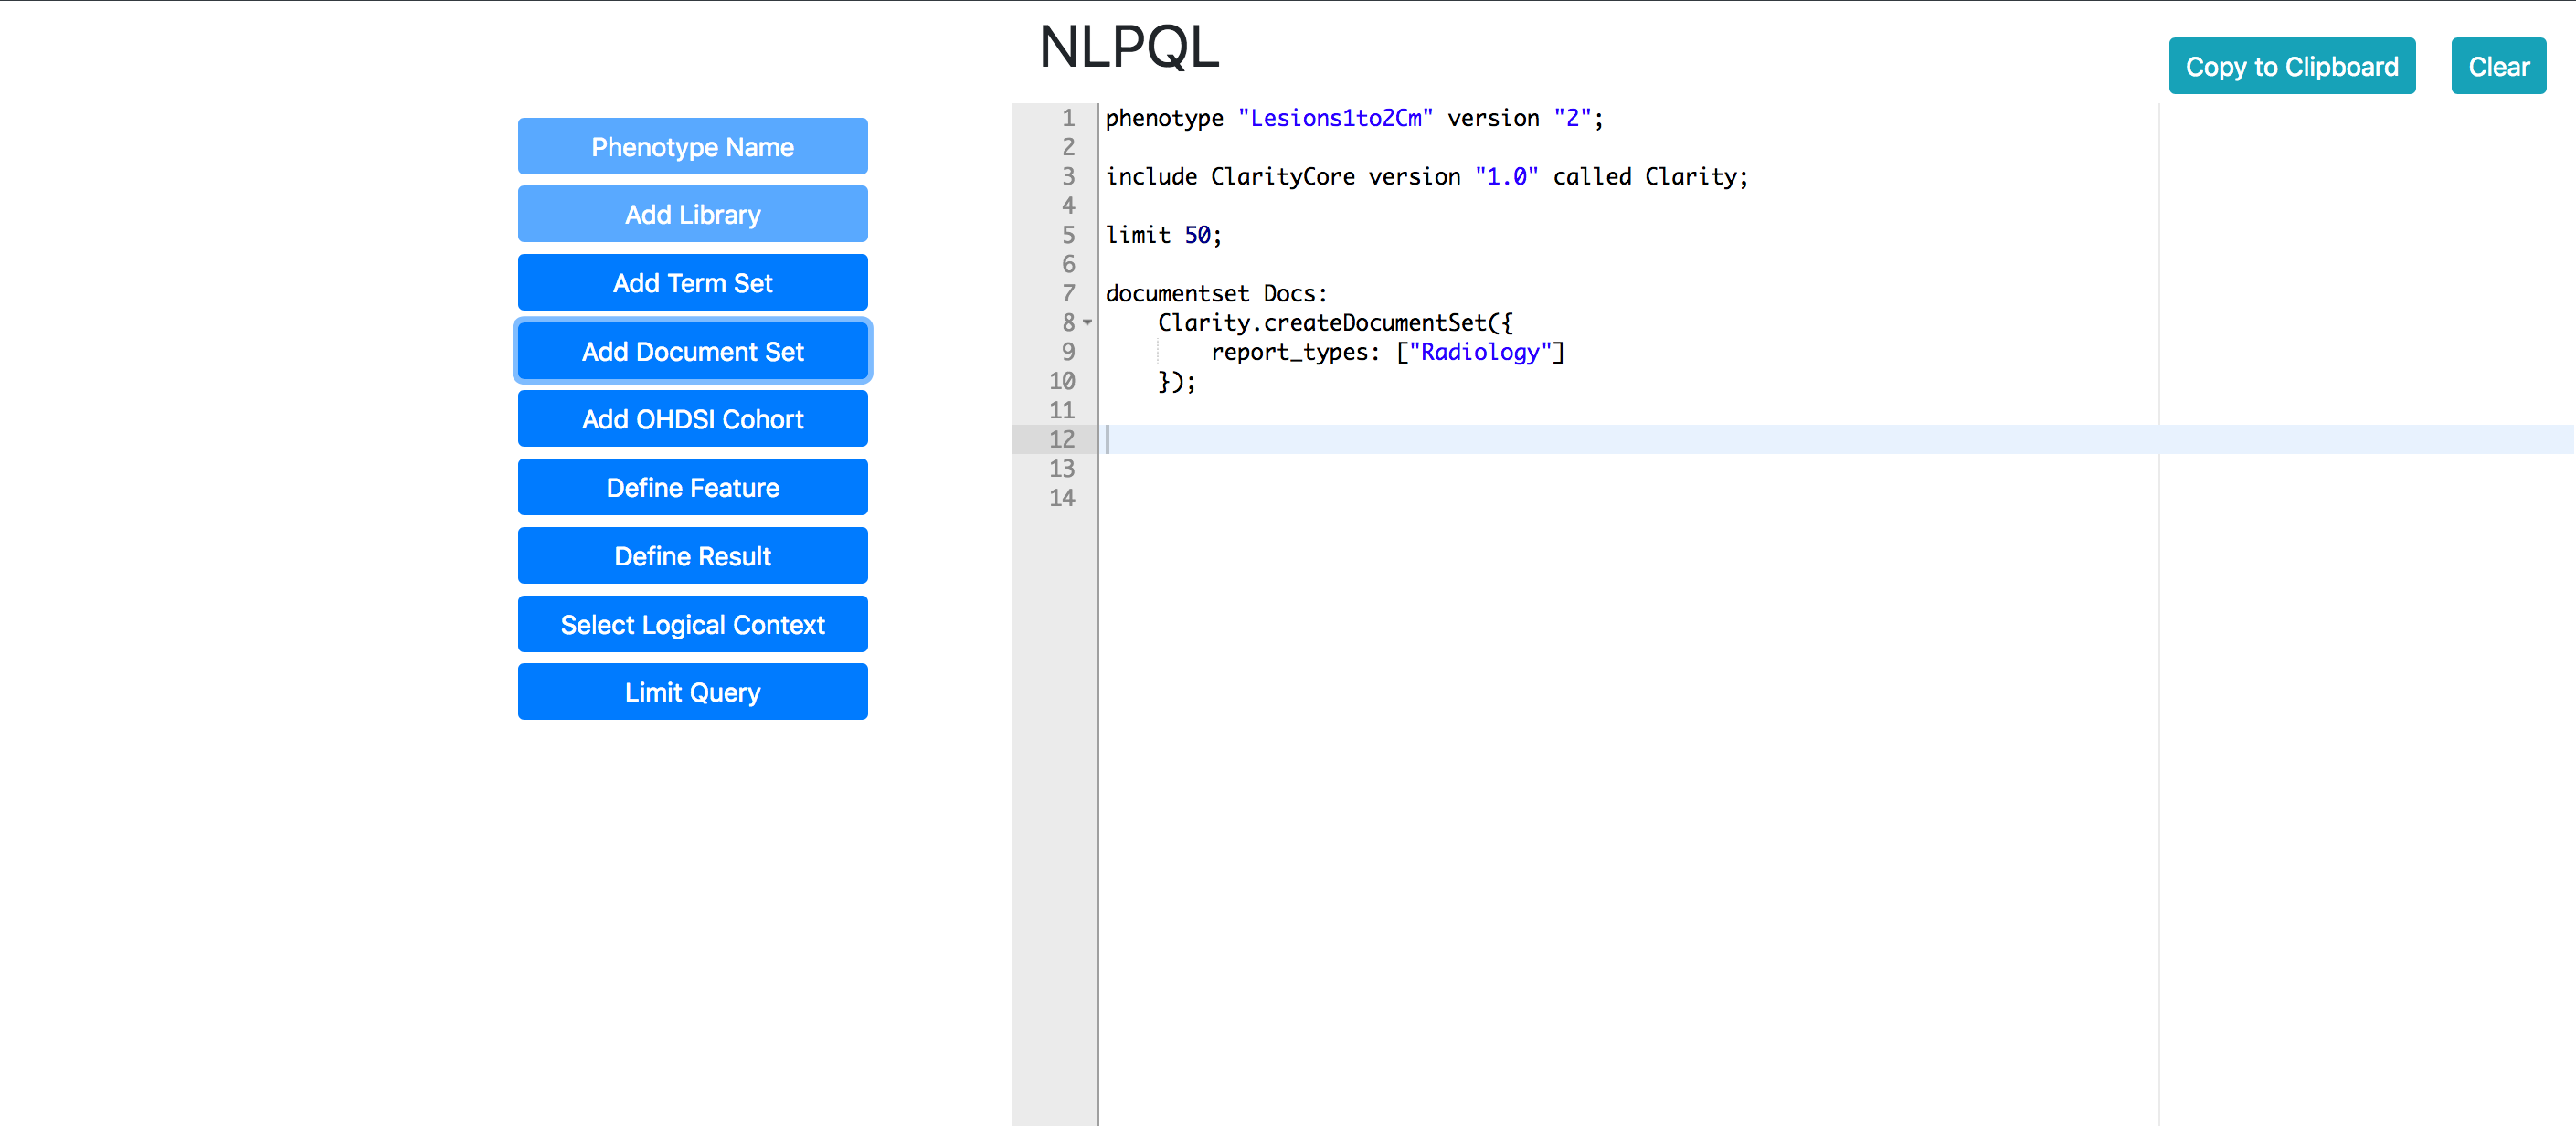 NLPQL
Copy to Clipboard
Clear
Phenotype Name
Add Library
Add Term Set
Add Document Set
Add OHDSI Cohort
Define Feature
Define Result
Select Logical Context
Limit Query
1 phenotype "Lesions1to2Cm" version "2";
2
3 include ClarityCore version "1.0" called Clarity;
4
5 limit 50;
6
7 documentset Docs:
8     Clarity.createDocumentSet({
9         report_types: ["Radiology"]
10     });
11
12
13
14